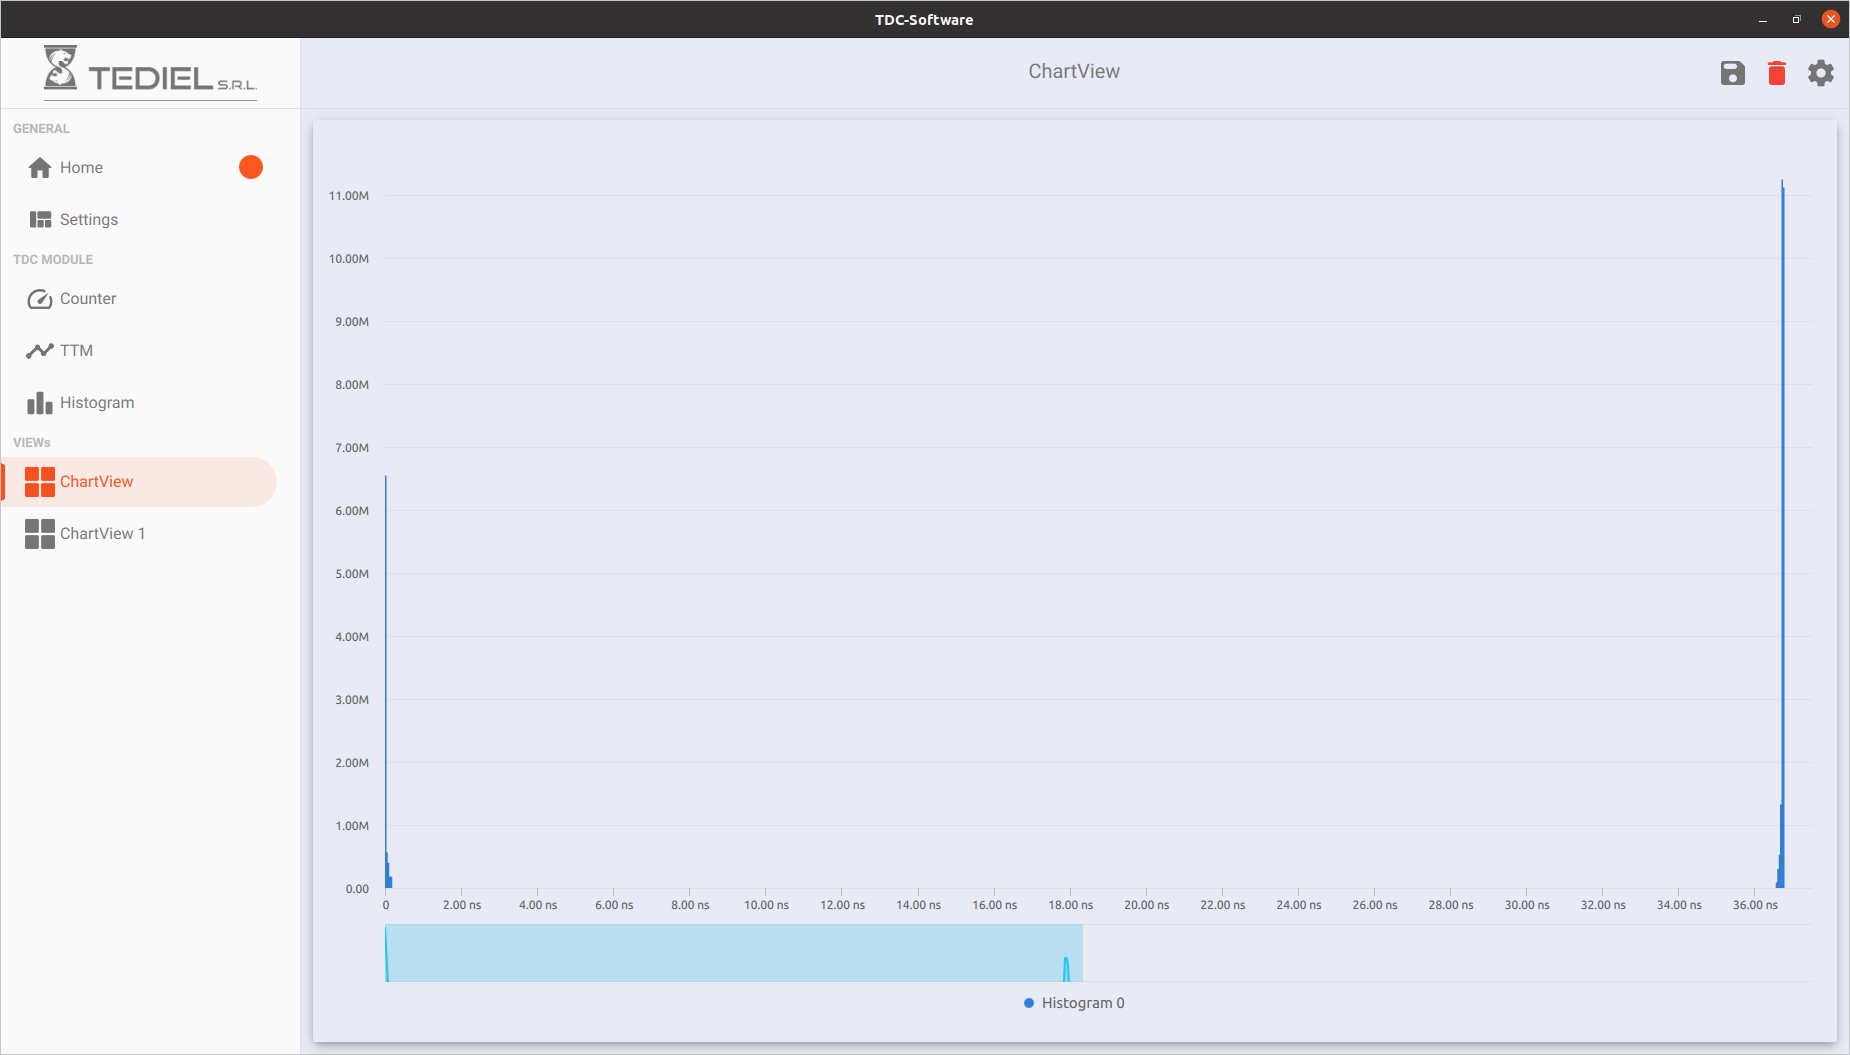 TDC-Software
TEDIEL S.R.L.
ChartView
GENERAL
Home
Settings
TDC MODULE
Counter
TTM
Histogram
VIEWs
ChartView
ChartView 1
11.00M
10.00M
9.00M
8.00M
7.00M
6.00M
5.00M
4.00M
3.00M
2.00M
1.00M
0.00
0 2.00 ns 4.00 ns 6.00 ns 8.00 ns 10.00 ns 12.00 ns 14.00 ns 16.00 ns 18.00 ns 20.00 ns 22.00 ns 24.00 ns 26.00 ns 28.00 ns 30.00 ns 32.00 ns 34.00 ns 36.00 ns
Histogram 0